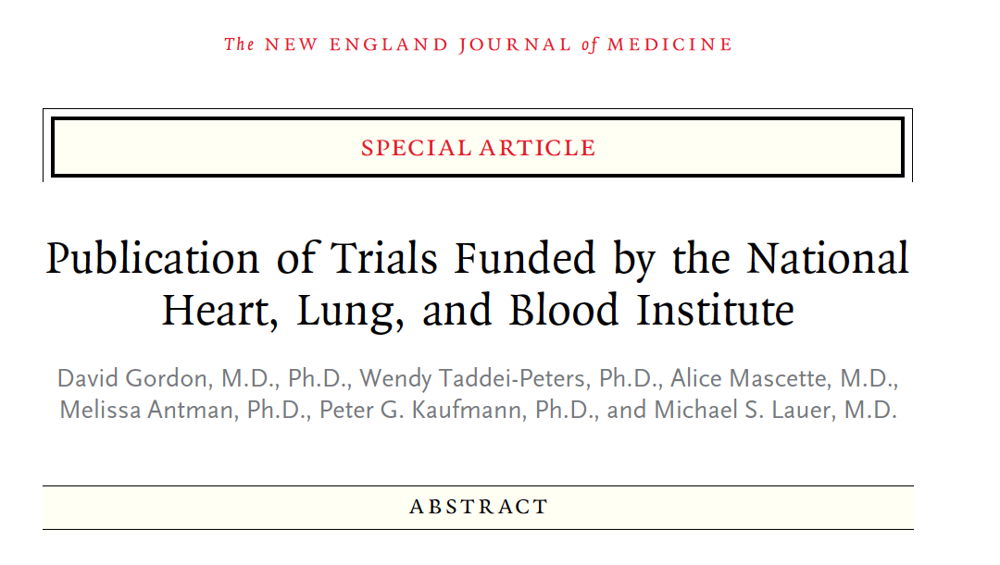 The NEW ENGLAND JOURNAL of MEDICINE
SPECIAL ARTICLE
Publication of Trials Funded by the National
Heart, Lung, and Blood Institute
David Gordon, M.D., Ph.D., Wendy Taddei-Peters, Ph.D., Alice Mascette, M.D.,
Melissa Antman, Ph.D., Peter G. Kaufmann, Ph.D., and Michael S. Lauer, M.D.
ABSTRACT